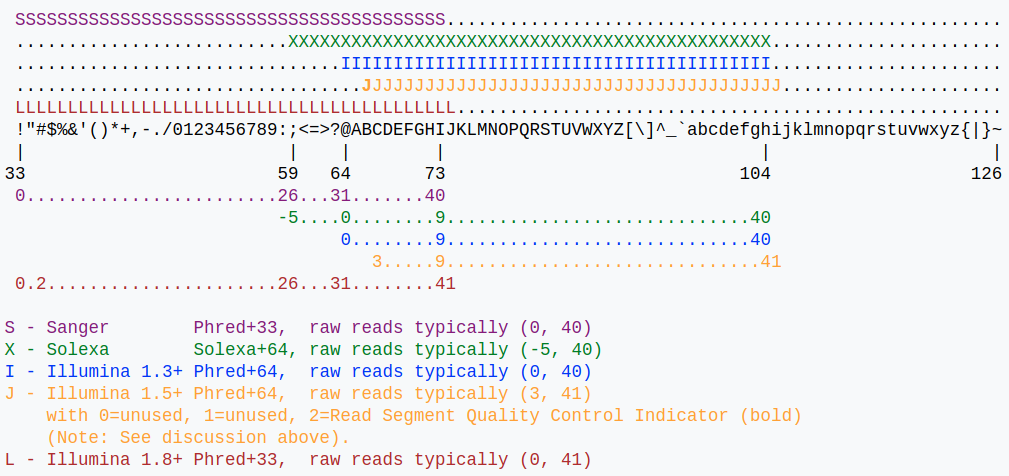 SSSSSSSSSSSSSSSSSSSSSSSSSSSSSSSSSSSSSSSSS.....................................................
..........................XXXXXXXXXXXXXXXXXXXXXXXXXXXXXXXXXXXXXXXXXXXXXX......................
...............................IIIIIIIIIIIIIIIIIIIIIIIIIIIIIIIIIIIIIIIII......................
.................................JJJJJJJJJJJJJJJJJJJJJJJJJJJJJJJJJJJJJJJJ.....................
LLLLLLLLLLLLLLLLLLLLLLLLLLLLLLLLLLLLLLLLLL....................................................
!"#$%&'()*+,-./0123456789:;<=>?@ABCDEFGHIJKLMNOPQRSTUVWXYZ[\]^_`abcdefghijklmnopqrstuvwxyz{|}~
| | | | | |
33 59 64 73 104 126
0........................26...31.......40
-5....0........9.............................40
0........9.............................40
3.....9..............................41
0.2......................26...31........41
S - Sanger Phred+33, raw reads typically (0, 40)
X - Solexa Solexa+64, raw reads typically (-5, 40)
I - Illumina 1.3+ Phred+64, raw reads typically (0, 40)
J - Illumina 1.5+ Phred+64, raw reads typically (3, 41)
with 0=unused, 1=unused, 2=Read Segment Quality Control Indicator (bold)
(Note: See discussion above).
L - Illumina 1.8+ Phred+33, raw reads typically (0, 41)